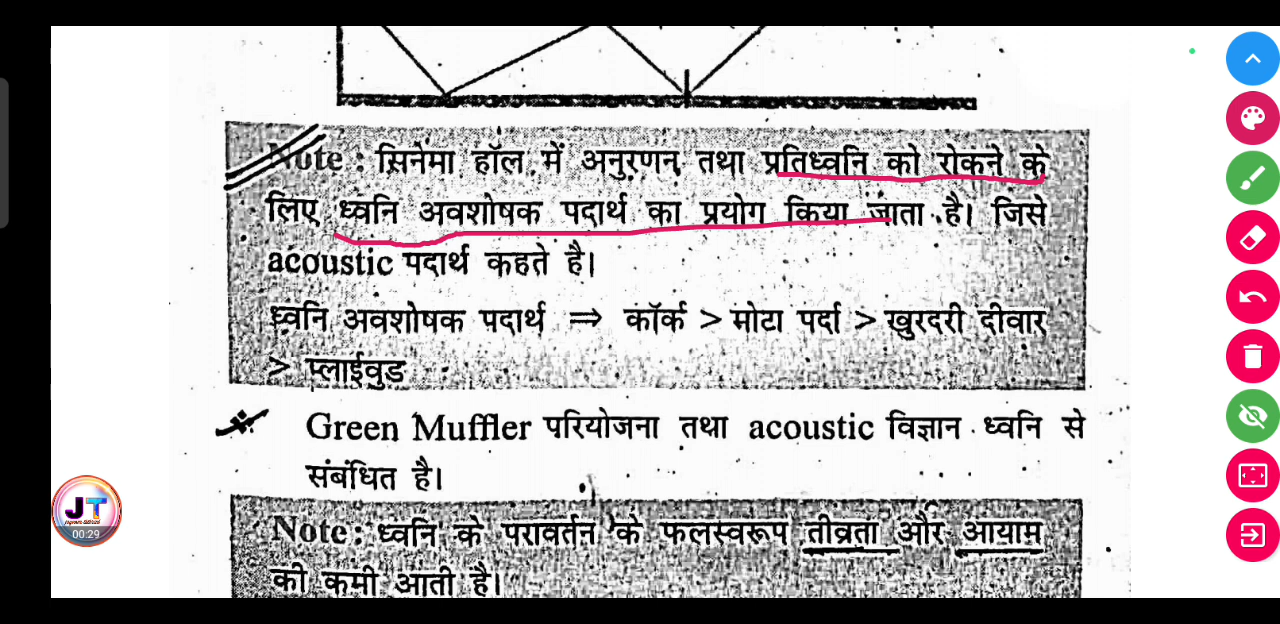 Note : सिनेमा हॉल में अनुरणन तथा प्रतिध्वनि को रोकने के
लिए ध्वनि अवशोषक पदार्थ का प्रयोग किया जाता है। जिसे
acoustic पदार्थ कहते है।
ध्वनि अवशोषक पदार्थ ⇒ कॉर्क > मोटा पर्दा > खुरदरी दीवार
> प्लाईवुड
Green Muffler परियोजना तथा acoustic विज्ञान ध्वनि से
संबंधित है।
JT
00:29
Note : ध्वनि के परावर्तन के फलस्वरूप तीव्रता और आयाम
की कमी आती है।